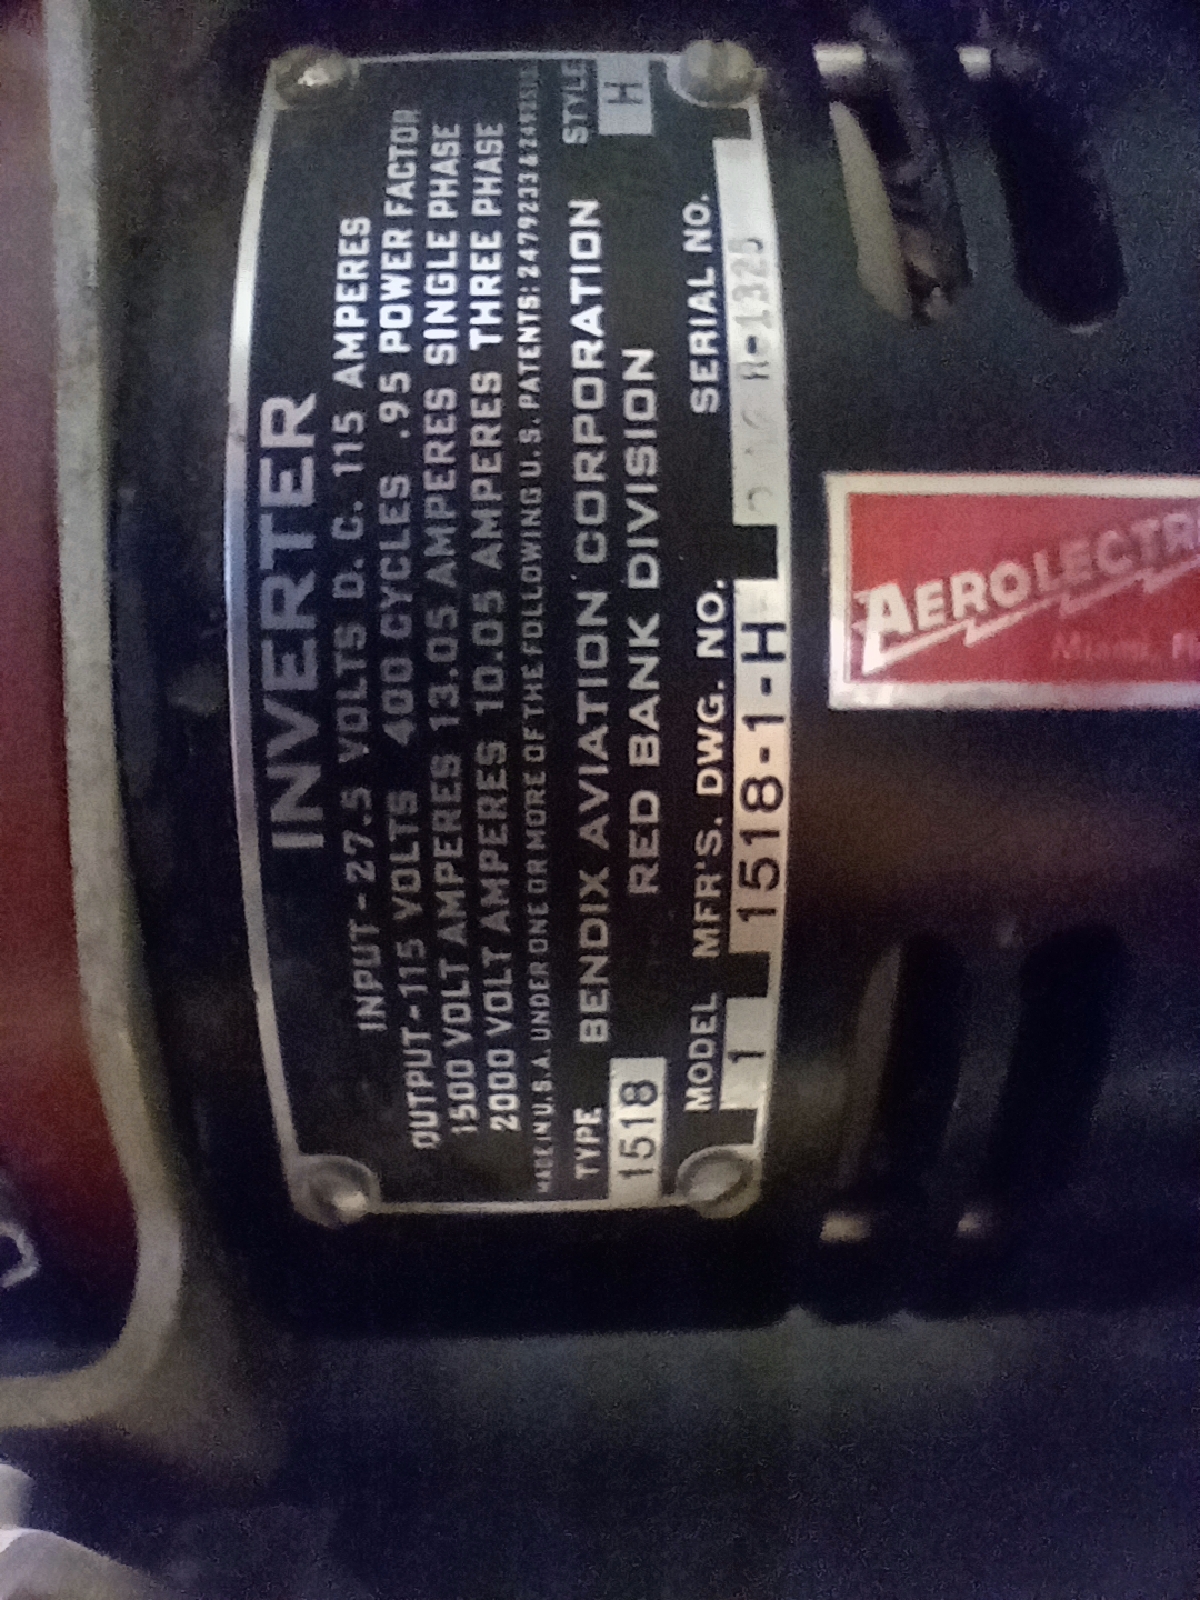 INVERTER
INPUT-27.5 VOLTS D.C. 115 AMPERES
OUTPUT-115 VOLTS 400 CYCLES .95 POWER FACTOR
1500 VOLT AMPERES 13.05 AMPERES SINGLE PHASE
2000 VOLT AMPERES 10.05 AMPERES THREE PHASE
MADE IN U.S.A. UNDER ONE OR MORE OF THE FOLLOWING U.S. PATENTS: 2479233 &
TYPE BENDIX AVIATION CORPORATION STYLE
1518 RED BANK DIVISION H
MODEL MFR'S. DWG. NO. SERIAL NO.
1 1518-1-H
AEROLECTR
Miami,